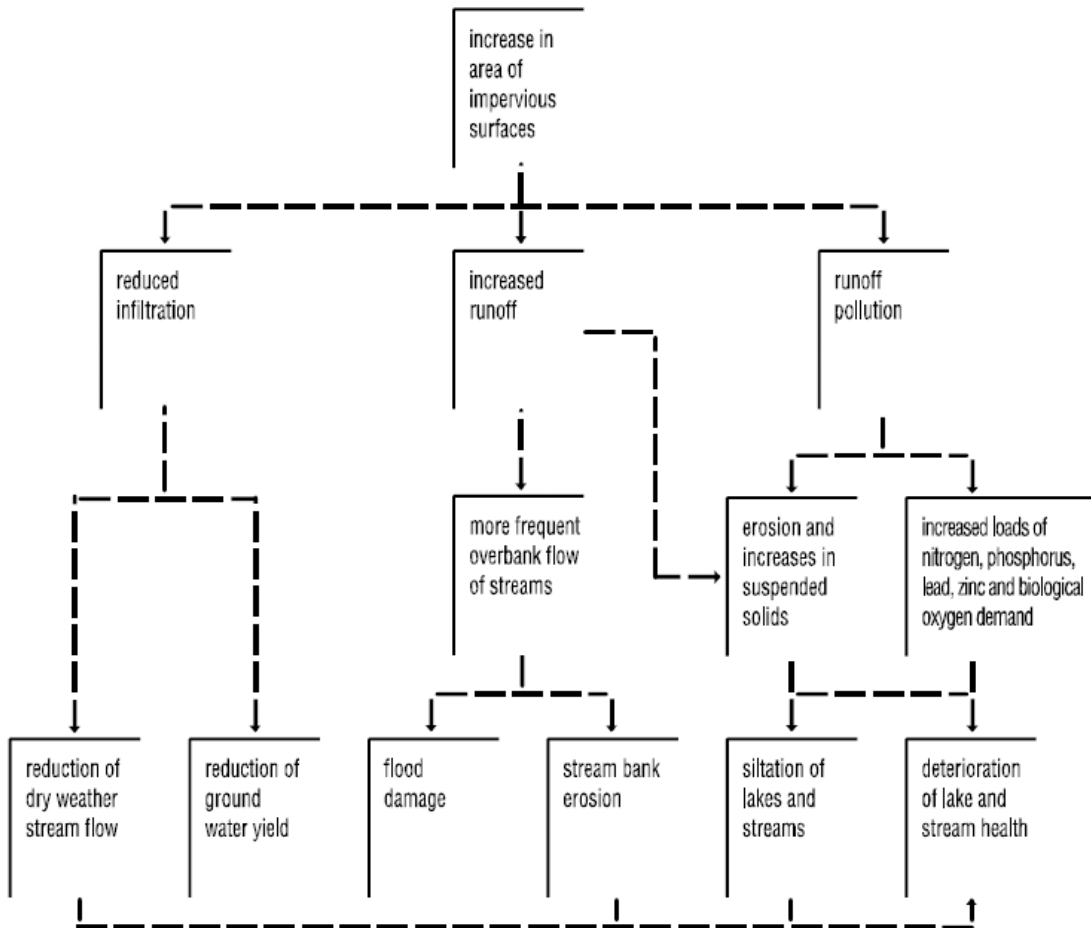 increase in
area of
impervious
surfaces
reduced
infiltration
increased
runoff
runoff
pollution
more frequent
overbank flow
of streams
erosion and
increases in
suspended
solids
increased loads of
nitrogen, phosphorus,
lead, zinc and biological
oxygen demand
reduction of
dry weather
stream flow
reduction of
ground
water yield
flood
damage
stream bank
erosion
siltation of
lakes and
streams
deterioration
of lake and
stream health